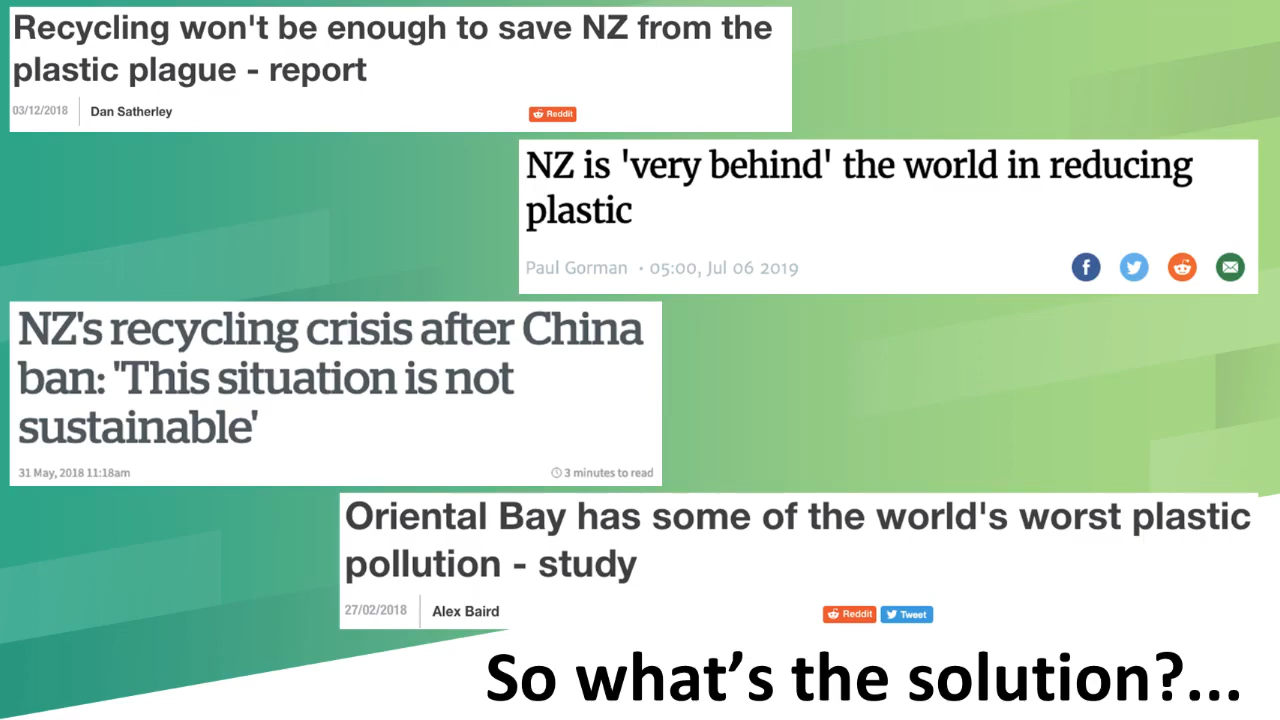 Recycling won't be enough to save NZ from the
plastic plague - report
03/12/2018 Dan Satherley Reddit
NZ is 'very behind' the world in reducing
plastic
Paul Gorman • 05:00, Jul 06 2019
NZ's recycling crisis after China
ban: 'This situation is not
sustainable'
31 May, 2018 11:18am 3 minutes to read
Oriental Bay has some of the world's worst plastic
pollution - study
27/02/2018 Alex Baird Reddit Tweet
So what’s the solution?...